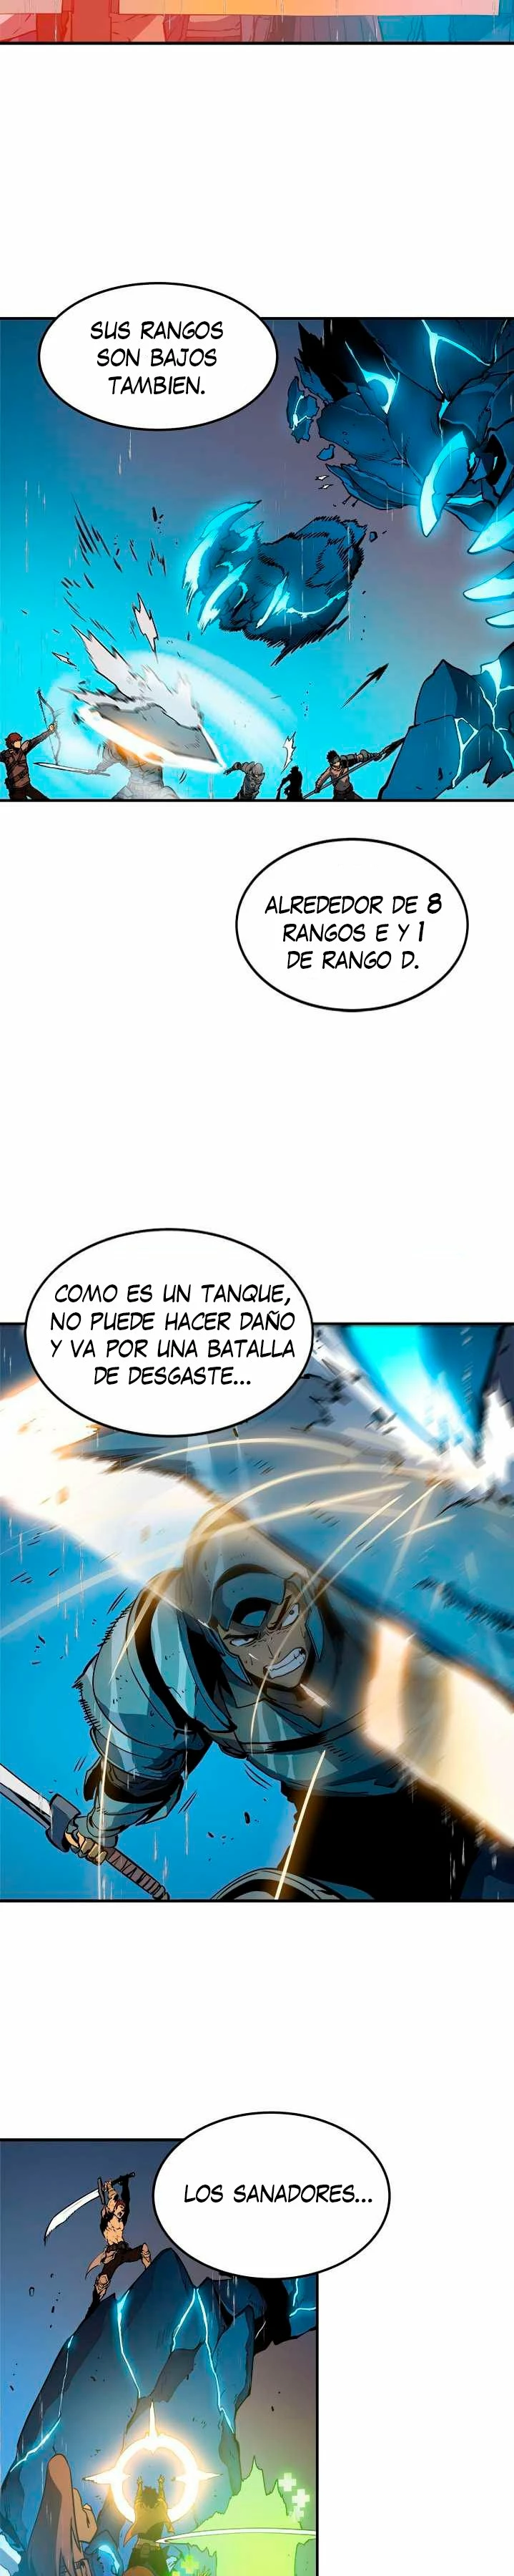 SUS RANGOS
SON BAJOS
TAMBIEN.
ALREDEDOR DE 8
RANGOS E Y 1
DE RANGO D.
COMO ES UN TANQUE,
NO PUEDE HACER DAÑO
Y VA POR UNA BATALLA
DE DESGASTE...
LOS SANADORES...